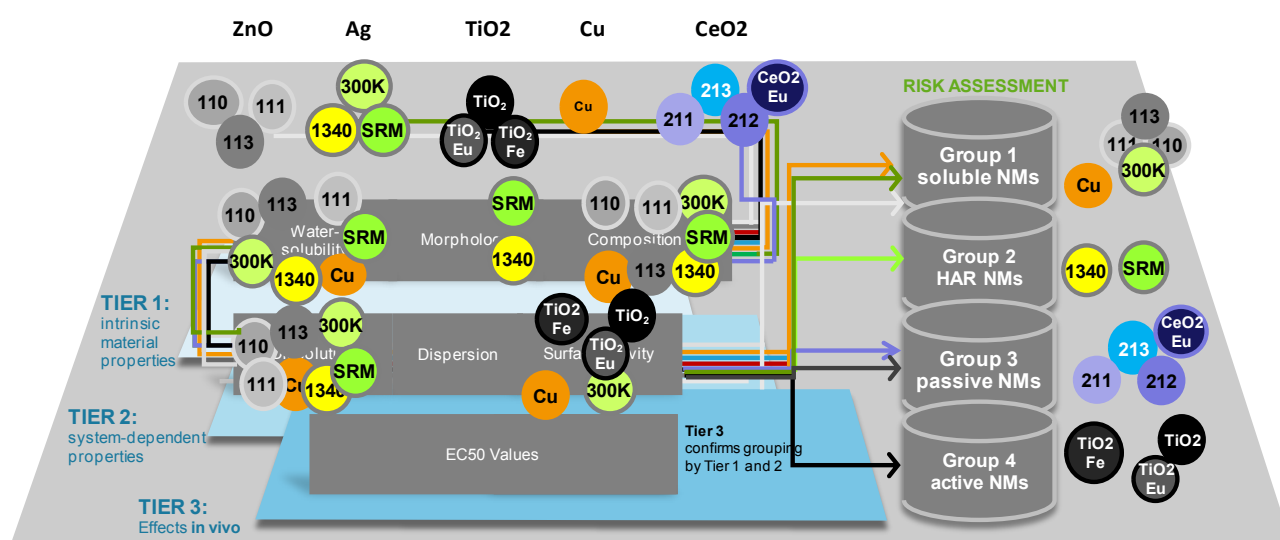 ZnO
Ag
TiO2
Cu
CeO2
110
111
113
300K
1340
SRM
TiO₂
TiO₂
Eu
TiO₂
Fe
Cu
211
213
212
CeO2
Eu
RISK ASSESSMENT
Group 1
soluble NMs
113
110
300K
Cu
110
113
111
Water-
SRM
300K
1340
Cu
SRM
1340
110
111
300K
Composition
SRM
Cu
113
1340
Group 2
HAR NMs
1340
SRM
TIER 1:
intrinsic
material
properties
110
113
300K
111
Cu
1340
SRM
Dispersion
TiO2
Fe
TiO₂
TiO₂
Eu
Cu
300K
Group 3
passive NMs
211
213
212
CeO2
Eu
TIER 2:
system-dependent
properties
EC50 Values
Tier 3
confirms grouping
by Tier 1 and 2
Group 4
active NMs
TiO2
Fe
TiO2
TiO2
Eu
TIER 3:
Effects in vivo